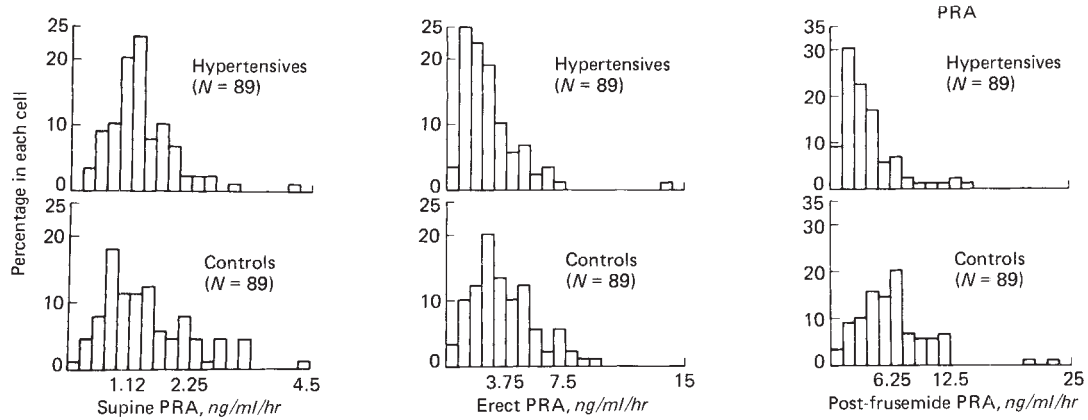 PRA
25
20
10
0
Hypertensives
(N = 89)
25
20
10
0
Hypertensives
(N = 89)
35
30
20
10
0
Hypertensives
(N = 89)
Percentage in each cell
25
20
10
0
Controls
(N = 89)
25
20
10
0
Controls
(N = 89)
35
30
20
10
0
Controls
(N = 89)
1.12 2.25 4.5
Supine PRA, ng/ml/hr
3.75 7.5 15
Erect PRA, ng/ml/hr
6.25 12.5 25
Post-frusemide PRA, ng/ml/hr